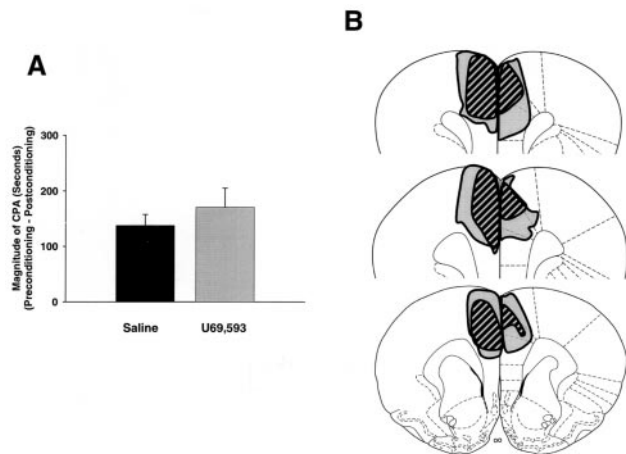 A
B
Magnitude of CPA (Seconds)
(Preconditioning - Postconditioning)
300
200
100
0
Saline
U69,593